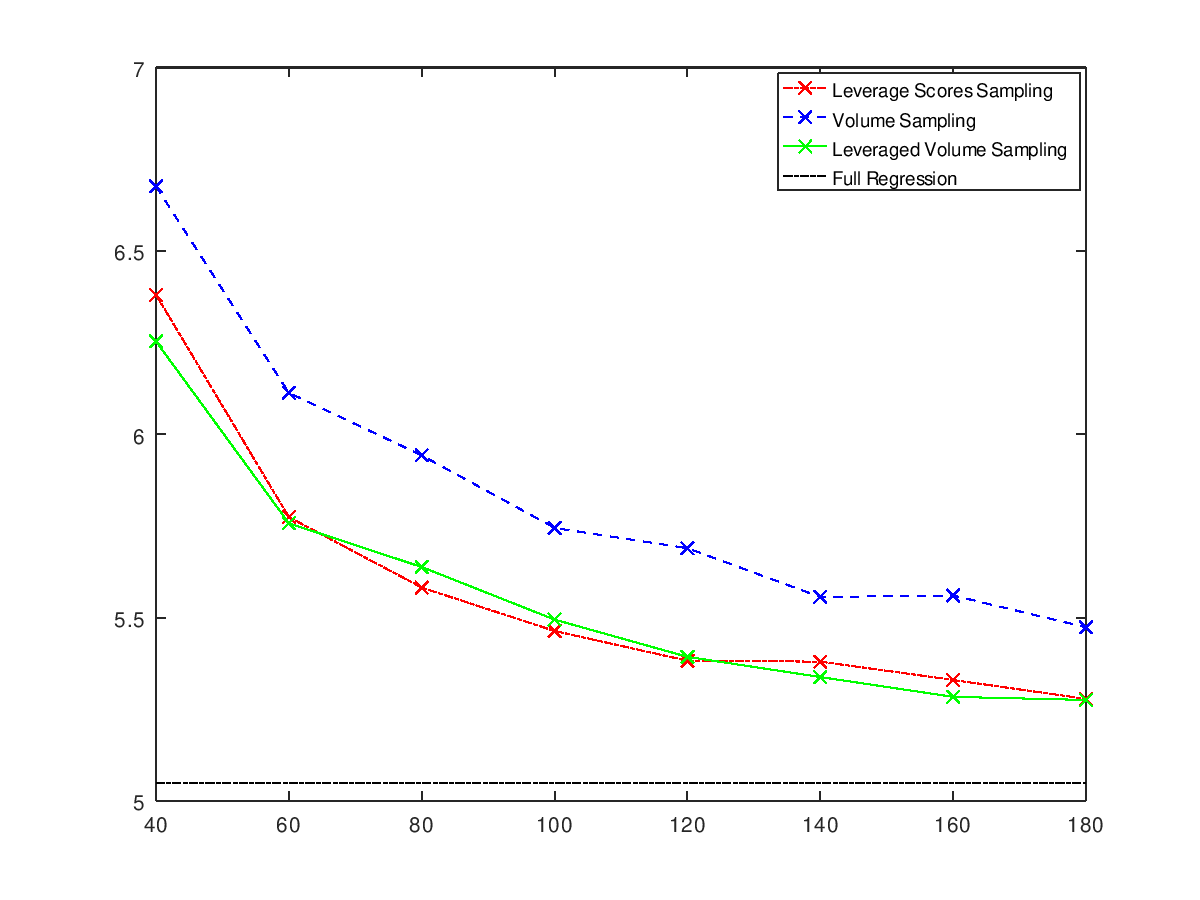 7
6.5
6
5.5
5
40 60 80 100 120 140 160 180
Leverage Scores Sampling
Volume Sampling
Leveraged Volume Sampling
Full Regression